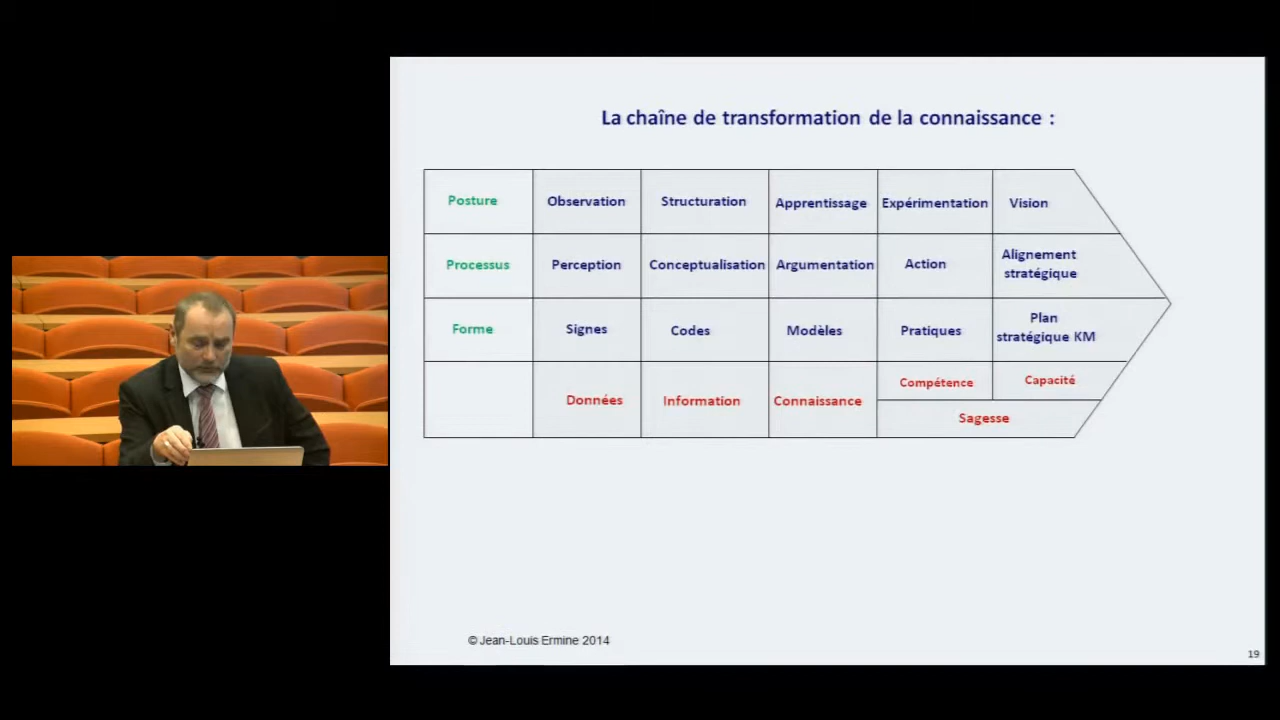 La chaîne de transformation de la connaissance :
Posture Observation Structuration Apprentissage Expérimentation Vision
Processus Perception Conceptualisation Argumentation Action Alignement
stratégique
Forme Signes Codes Modèles Pratiques Plan
stratégique KM
Données Information Connaissance Compétence Capacité
Sagesse
© Jean-Louis Ermine 2014
19